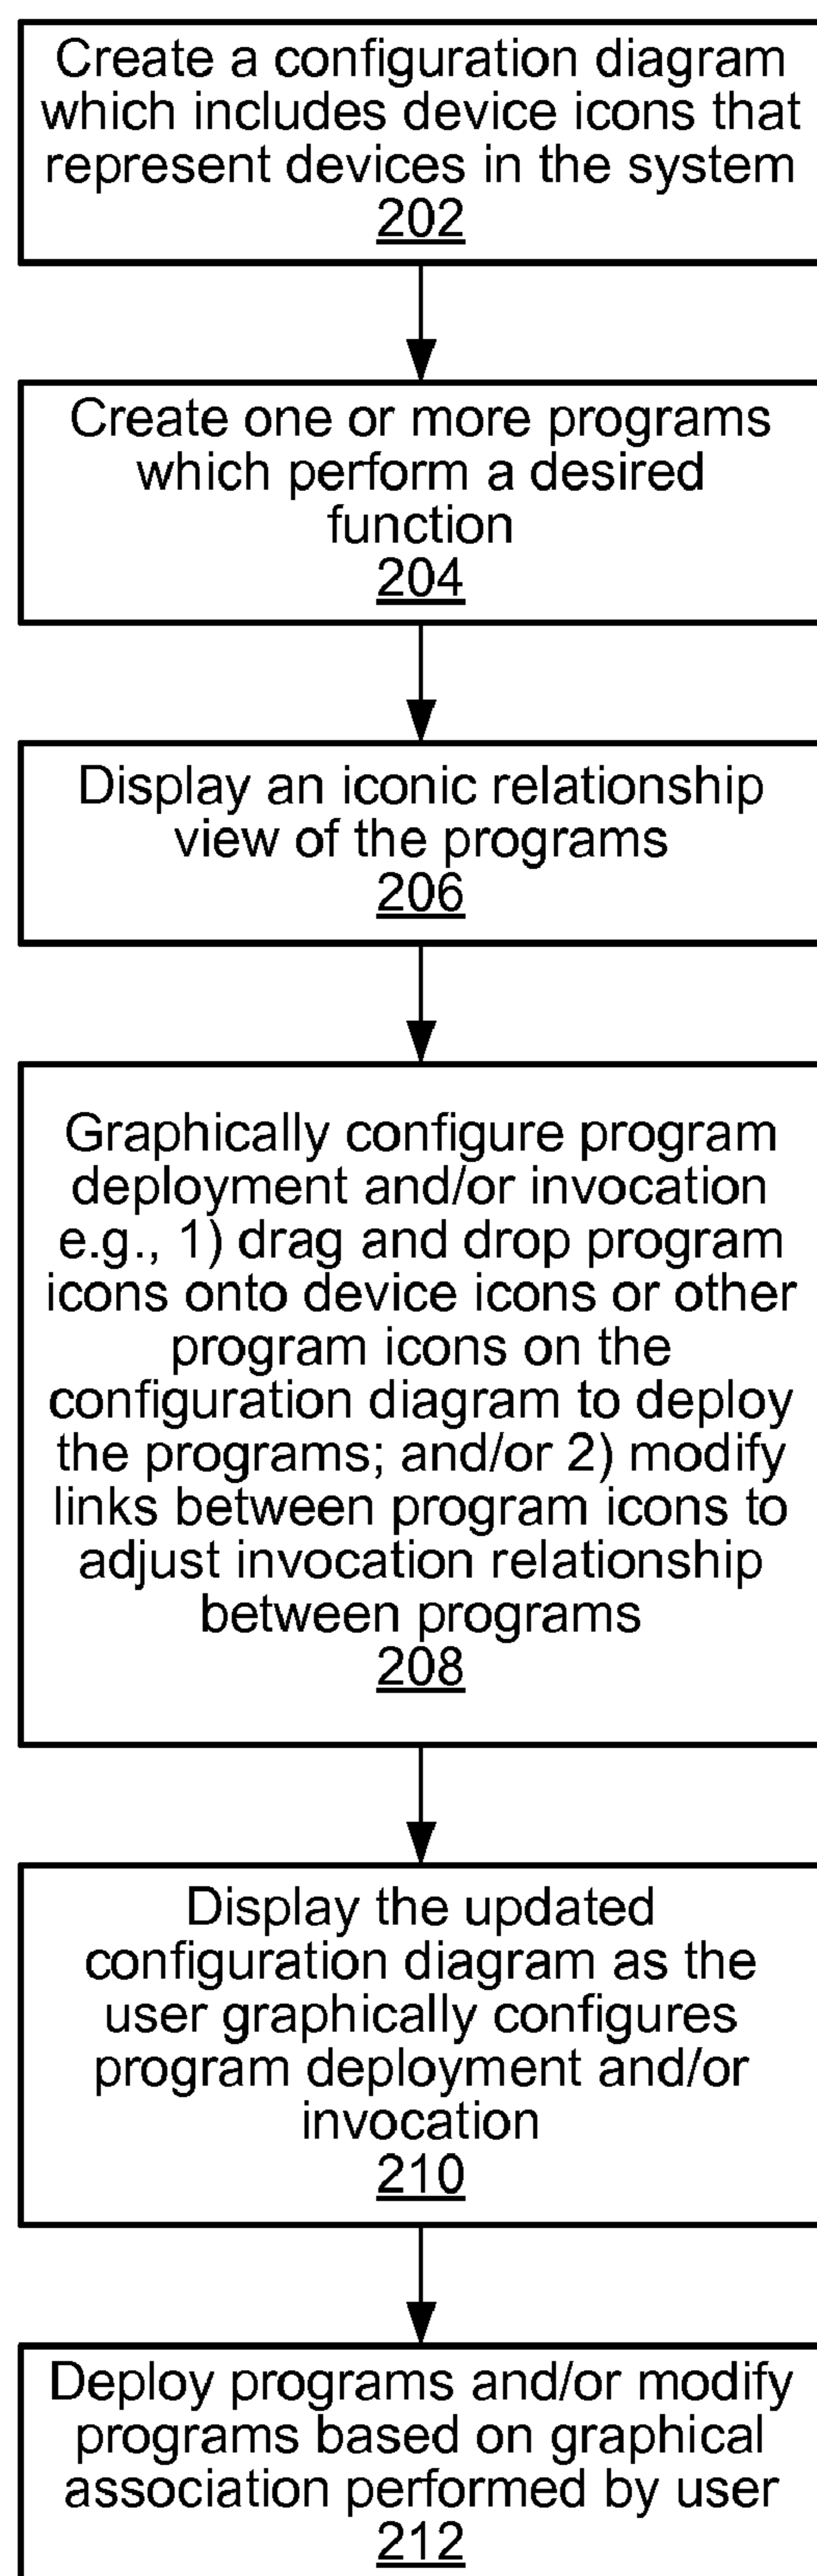 Create a configuration diagram
which includes device icons that
represent devices in the system
202
Create one or more programs
which perform a desired
function
204
Display an iconic relationship
view of the programs
206
Graphically configure program
deployment and/or invocation
e.g., 1) drag and drop program
icons onto device icons or other
program icons on the
configuration diagram to deploy
the programs; and/or 2) modify
links between program icons to
adjust invocation relationship
between programs
208
Display the updated
configuration diagram as the
user graphically configures
program deployment and/or
invocation
210
Deploy programs and/or modify
programs based on graphical
association performed by user
212